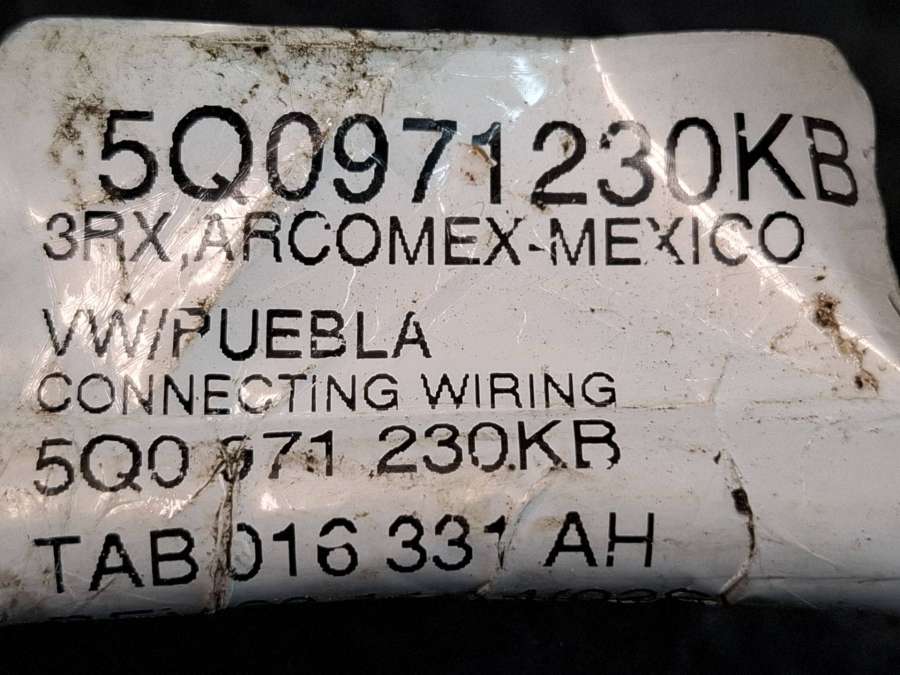 5Q0971230KB
3RX,ARCOMEX-MEXICO
VW/PUEBLA
CONNECTING WIRING
5Q0 971 230KB
TAB 016 331 AH